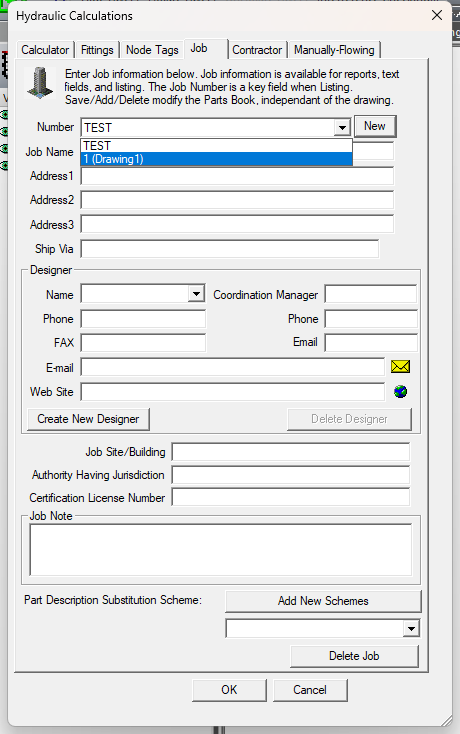 Hydraulic Calculations
Calculator Fittings Node Tags Job Contractor Manually-Flowing
Enter Job information below. Job information is available for reports, text
fields, and listing. The Job Number is a key field when Listing.
Save/Add/Delete modify the Parts Book, independant of the drawing.
Number TEST New
TEST
Job Name 1 (Drawing1)
Address1
Address2
Address3
Ship Via
Designer
Name Coordination Manager
Phone Phone
FAX Email
E-mail
Web Site
Create New Designer Delete Designer
Job Site/Building
Authority Having Jurisdiction
Certification License Number
Job Note
Part Description Substitution Scheme: Add New Schemes
Delete Job
OK Cancel